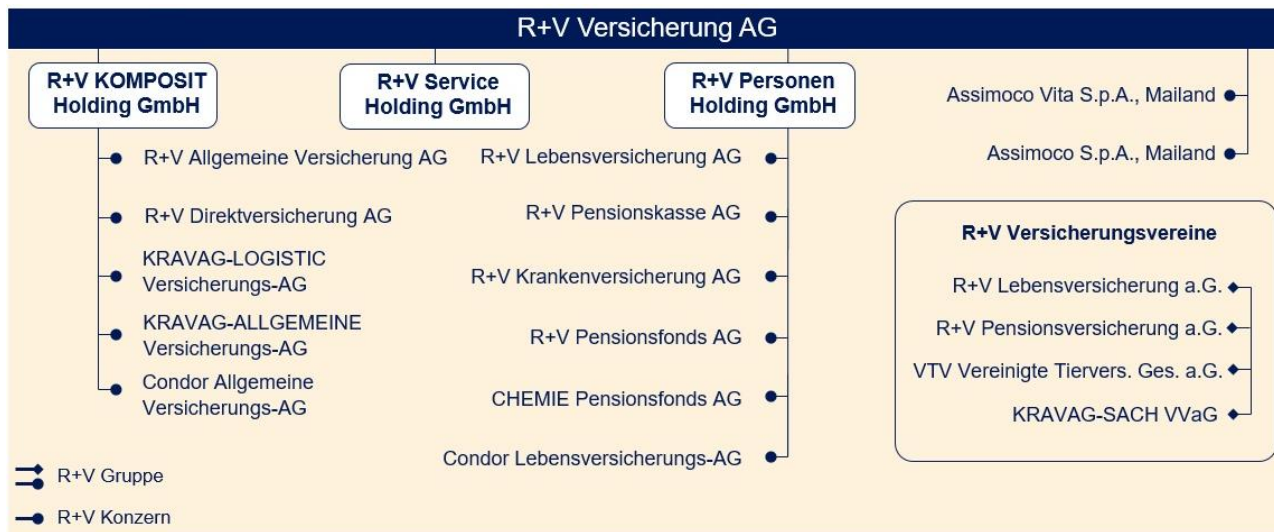 R+V Versicherung AG
R+V KOMPOSIT
Holding GmbH
R+V Allgemeine Versicherung AG
R+V Direktversicherung AG
KRAVAG-LOGISTIC
Versicherungs-AG
KRAVAG-ALLGEMEINE
Versicherungs-AG
Condor Allgemeine
Versicherungs-AG
R+V Service
Holding GmbH
R+V Personen
Holding GmbH
R+V Lebensversicherung AG
R+V Pensionskasse AG
R+V Krankenversicherung AG
R+V Pensionsfonds AG
CHEMIE Pensionsfonds AG
Condor Lebensversicherungs-AG
Assimoco Vita S.p.A., Mailand
Assimoco S.p.A., Mailand
R+V Versicherungsvereine
R+V Lebensversicherung a.G.
R+V Pensionsversicherung a.G.
VTV Vereinigte Tiervers. Ges. a.G.
KRAVAG-SACH VVaG
R+V Gruppe
R+V Konzern